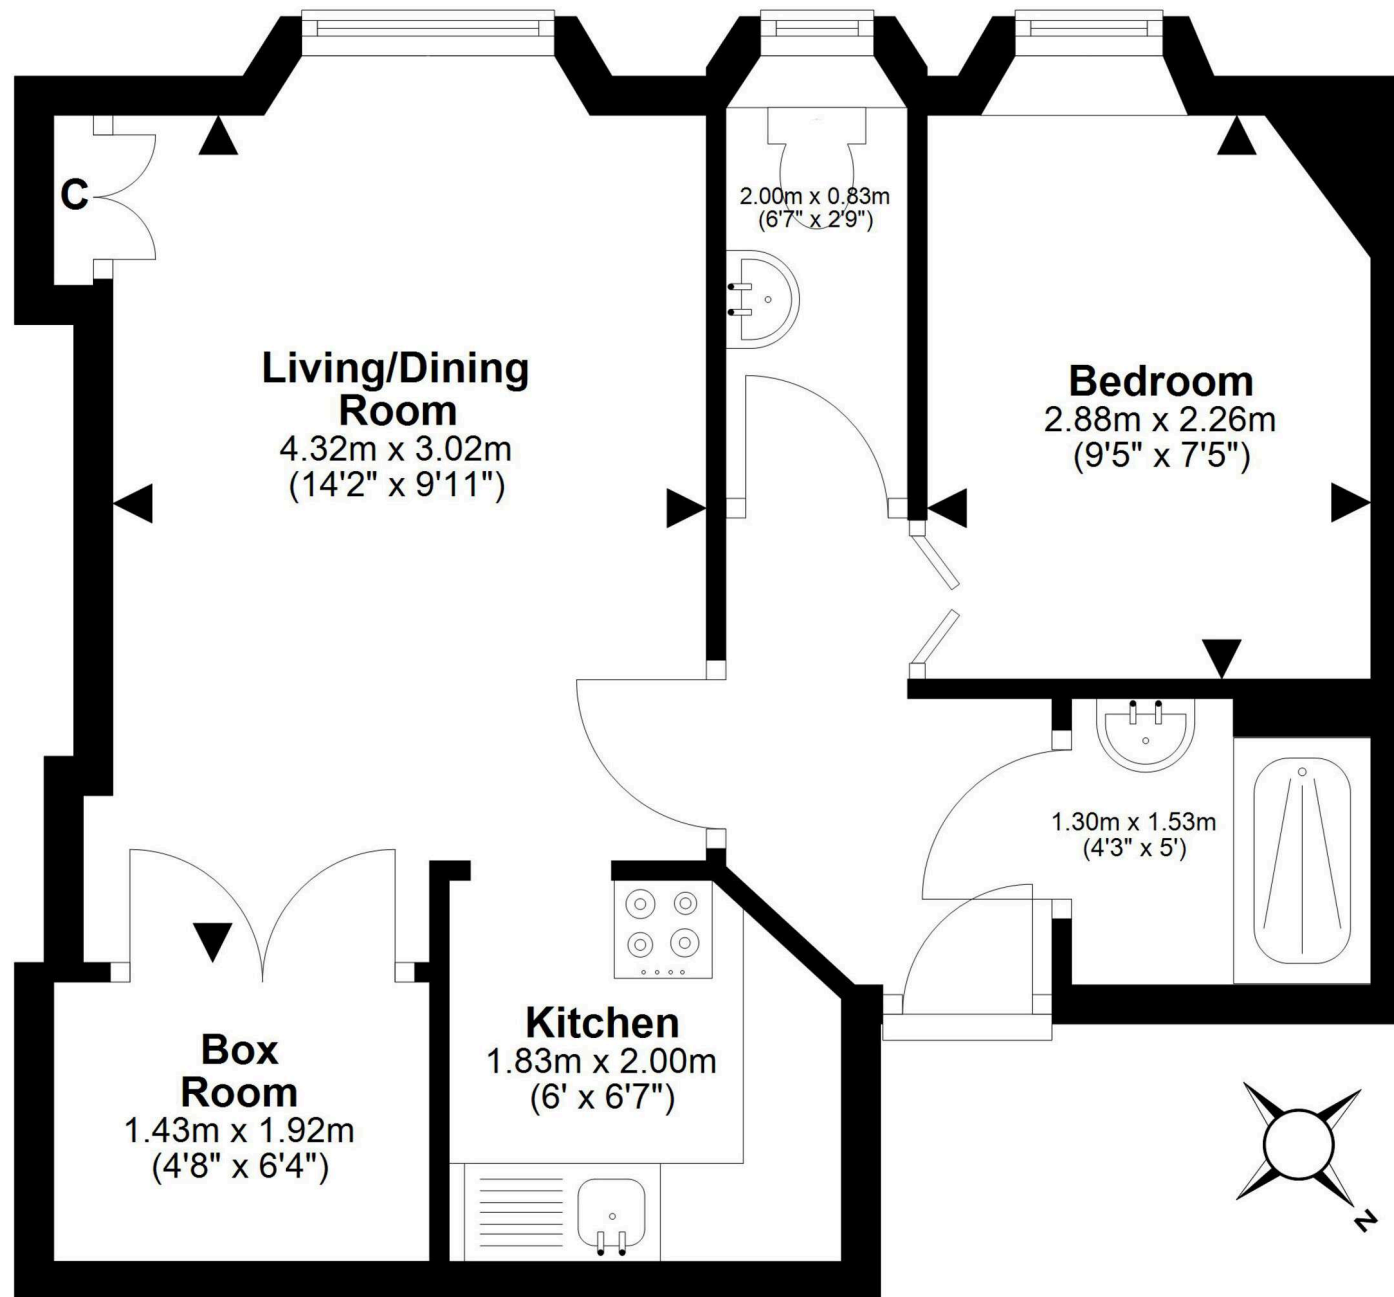 C
2.00m x 0.83m
(6'7" x 2'9")
Living/Dining
Room
4.32m x 3.02m
(14'2" x 9'11")
Bedroom
2.88m x 2.26m
(9'5" x 7'5")
1.30m x 1.53m
(4'3" x 5')
Kitchen
1.83m x 2.00m
(6' x 6'7")
Box
Room
1.43m x 1.92m
(4'8" x 6'4")
N